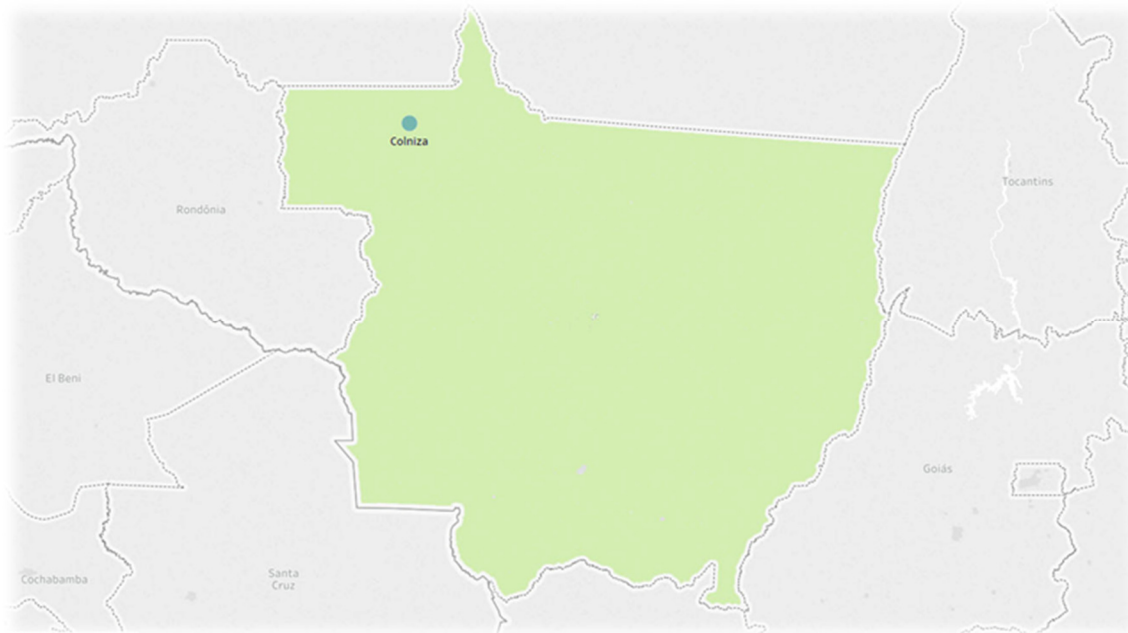 Colniza
Tocantins
Rondônia
El Beni
Goiás
Santa
Cruz
Cochabamba